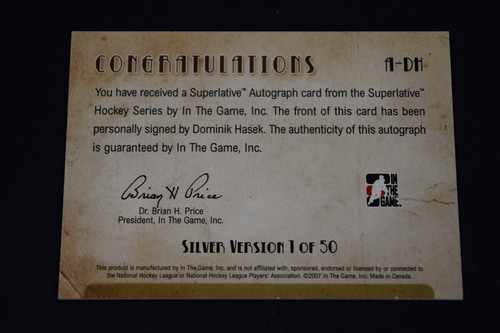 CONGRATULATIONS A-DH
You have received a Superlative™ Autograph card from the Superlative™
Hockey Series by In The Game, Inc. The front of this card has been
personally signed by Dominik Hasek. The authenticity of this autograph
is guaranteed by In The Game, Inc.
Brian H Price
Dr. Brian H. Price
President, In The Game, Inc.
IN
THE
GAME.
SILVER VERSION 1 OF 50
This product is manufactured by In The Game, Inc. and is not affiliated with, sponsored, endorsed or licensed by or connected to
the National Hockey League or National Hockey League Players' Association. ©2007 In The Game, Inc. Made in Canada